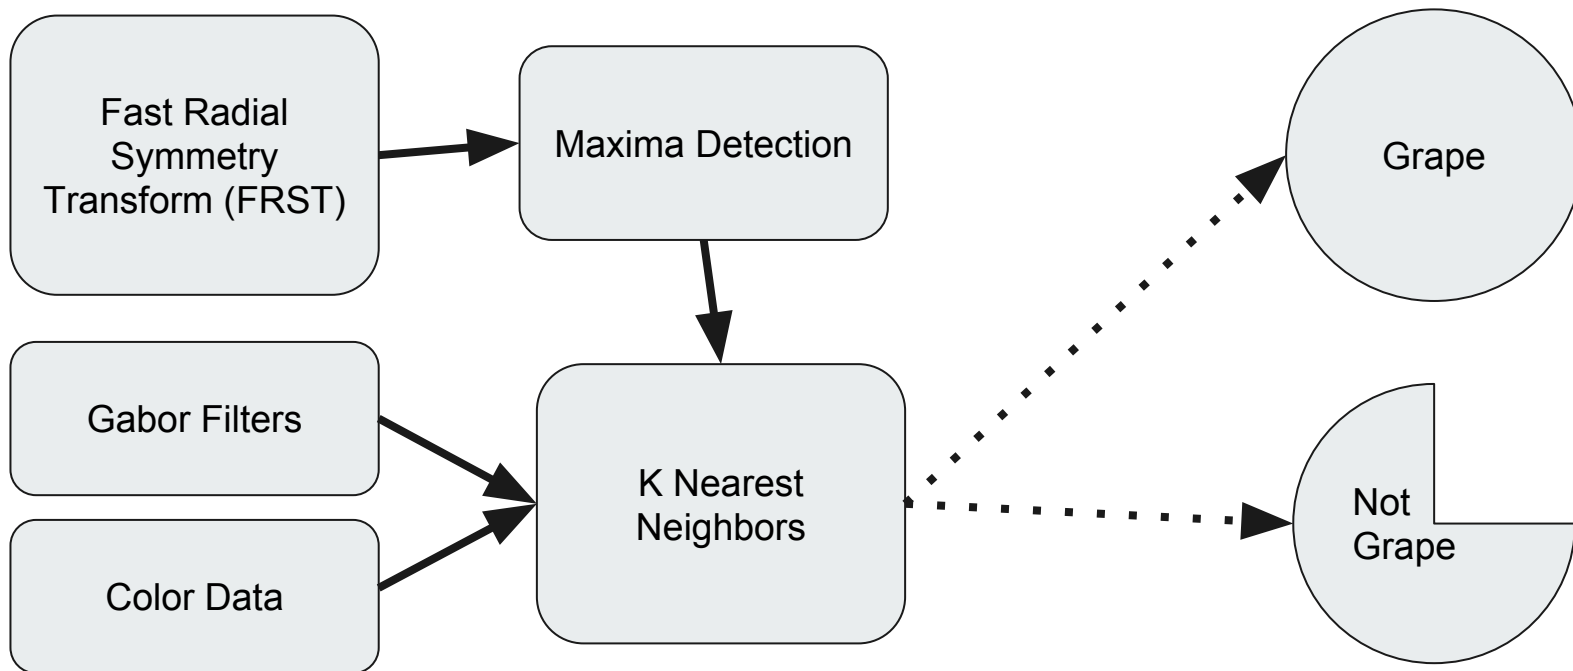 Fast Radial
Symmetry
Transform (FRST)
Maxima Detection
Grape
Gabor Filters
K Nearest
Neighbors
Not
Grape
Color Data